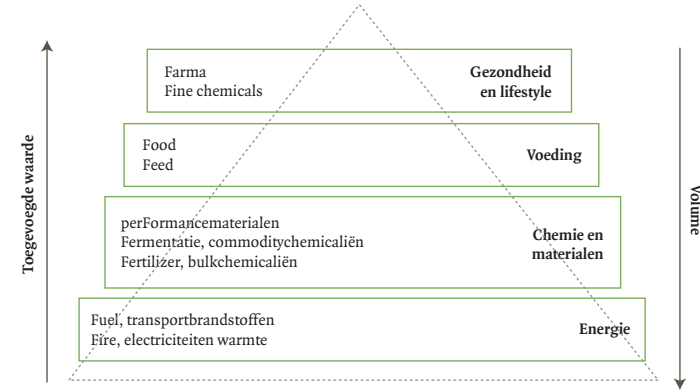 Farma
Fine chemicals
Gezondheid
en lifestyle
Food
Feed
Voeding
perFormancematerialen
Fermentatie, commoditychemicaliën
Fertilizer, bulkchemicaliën
Chemie en
materialen
Fuel, transportbrandstoffen
Fire, electriciteiten warmte
Energie
Toegevoegde waarde
Volume